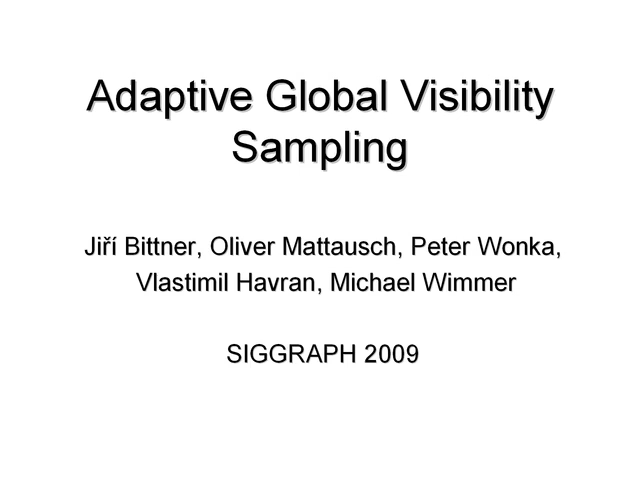 Adaptive Global Visibility
Sampling
Jiří Bittner, Oliver Mattausch, Peter Wonka,
Vlastimil Havran, Michael Wimmer
SIGGRAPH 2009